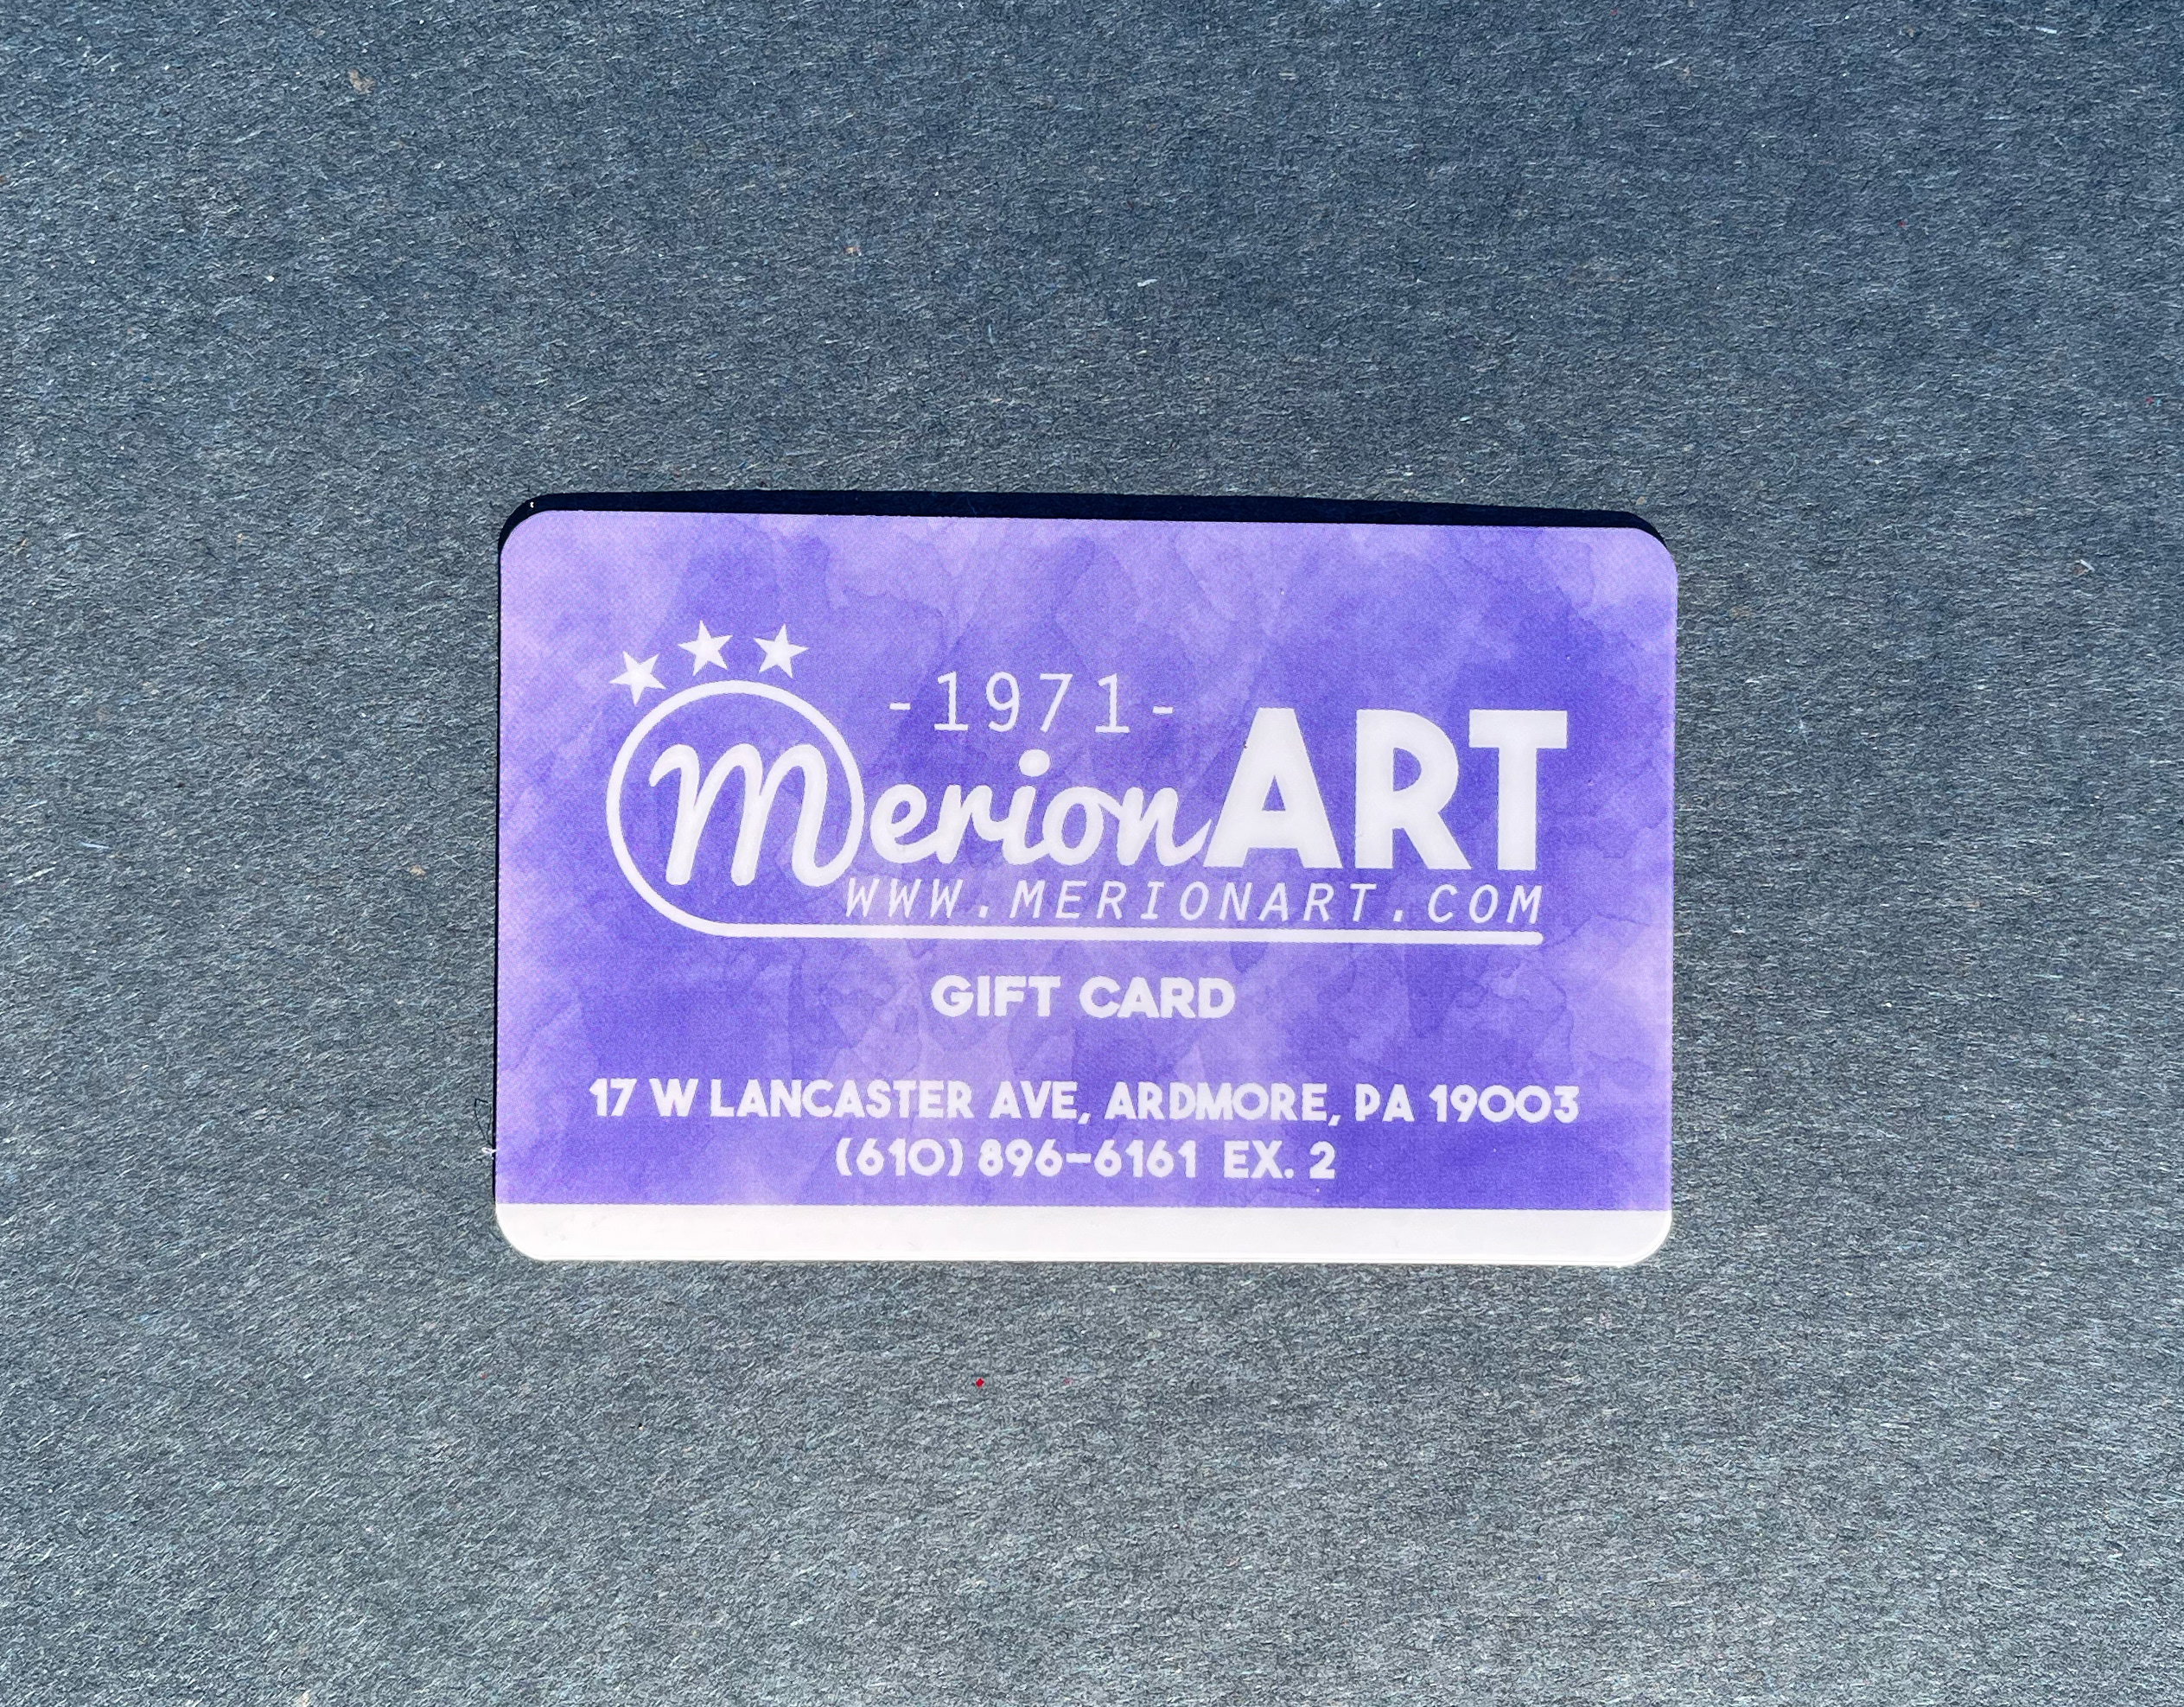 -1971-
MerionART
WWW.MERIONART.COM
GIFT CARD
17 W LANCASTER AVE, ARDMORE, PA 19003
(610) 896-6161 EX. 2